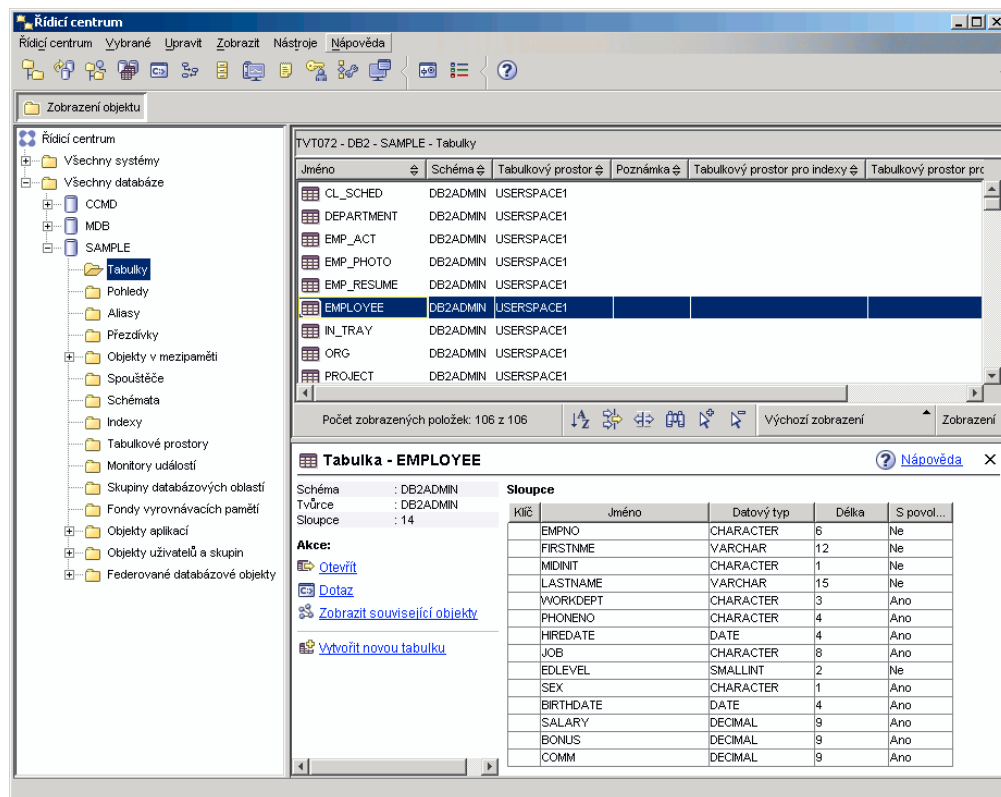 Řídicí centrum
Řídicí centrum Vybrané Upravit Zobrazit Nástroje Nápověda
Zobrazení objektu
Řídicí centrum
Všechny systémy
Všechny databáze
CCMD
MDB
SAMPLE
Tabulky
Pohledy
Aliasy
Přezdívky
Objekty v mezipaměti
Spouštěče
Schémata
Indexy
Tabulkové prostory
Monitory událostí
Skupiny databázových oblastí
Fondy vyrovnávacích pamětí
Objekty aplikací
Objekty uživatelů a skupin
Federované databázové objekty
TVT072 - DB2 - SAMPLE - Tabulky
Jméno Schéma Tabulkový prostor Poznámka Tabulkový prostor pro indexy Tabulkový prostor pro
CL_SCHED DB2ADMIN USERSPACE1
DEPARTMENT DB2ADMIN USERSPACE1
EMP_ACT DB2ADMIN USERSPACE1
EMP_PHOTO DB2ADMIN USERSPACE1
EMP_RESUME DB2ADMIN USERSPACE1
EMPLOYEE DB2ADMIN USERSPACE1
IN_TRAY DB2ADMIN USERSPACE1
ORG DB2ADMIN USERSPACE1
PROJECT DB2ADMIN USERSPACE1
Počet zobrazených položek: 106 z 106 Výchozí zobrazení Zobrazení
Tabulka - EMPLOYEE Nápověda
Schéma : DB2ADMIN
Tvůrce : DB2ADMIN
Sloupce : 14
Akce:
Otevřít
Dotaz
Zobrazit související objekty
Vytvořit novou tabulku
Sloupce
Klíč Jméno Datový typ Délka S povol...
EMPNO CHARACTER 6 Ne
FIRSTNME VARCHAR 12 Ne
MIDINIT CHARACTER 1 Ne
LASTNAME VARCHAR 15 Ne
WORKDEPT CHARACTER 3 Ano
PHONENO CHARACTER 4 Ano
HIREDATE DATE 4 Ano
JOB CHARACTER 8 Ano
EDLEVEL SMALLINT 2 Ne
SEX CHARACTER 1 Ano
BIRTHDATE DATE 4 Ano
SALARY DECIMAL 9 Ano
BONUS DECIMAL 9 Ano
COMM DECIMAL 9 Ano